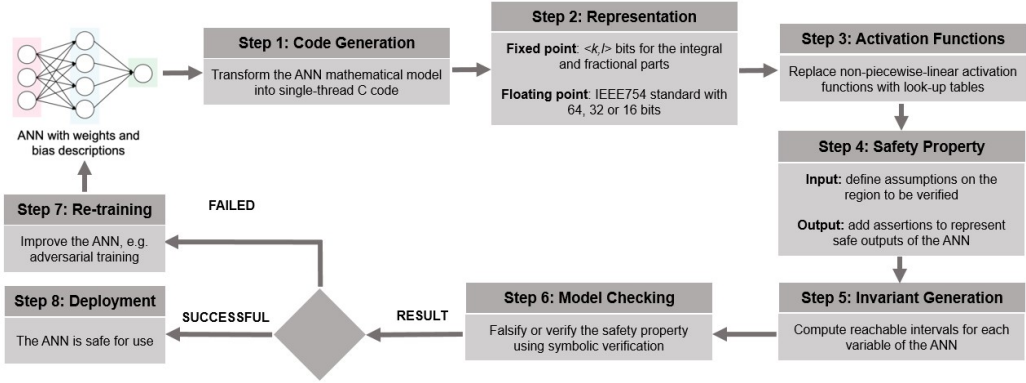 ANN with weights and
bias descriptions
Step 1: Code Generation
Transform the ANN mathematical model
into single-thread C code
Step 2: Representation
Fixed point: <k,l> bits for the integral
and fractional parts
Floating point: IEEE754 standard with
64, 32 or 16 bits
Step 3: Activation Functions
Replace non-piecewise-linear activation
functions with look-up tables
Step 4: Safety Property
Input: define assumptions on the
region to be verified
Output: add assertions to represent
safe outputs of the ANN
Step 5: Invariant Generation
Compute reachable intervals for each
variable of the ANN
Step 6: Model Checking
Falsify or verify the safety property
using symbolic verification
RESULT
FAILED
SUCCESSFUL
Step 7: Re-training
Improve the ANN, e.g.
adversarial training
Step 8: Deployment
The ANN is safe for use